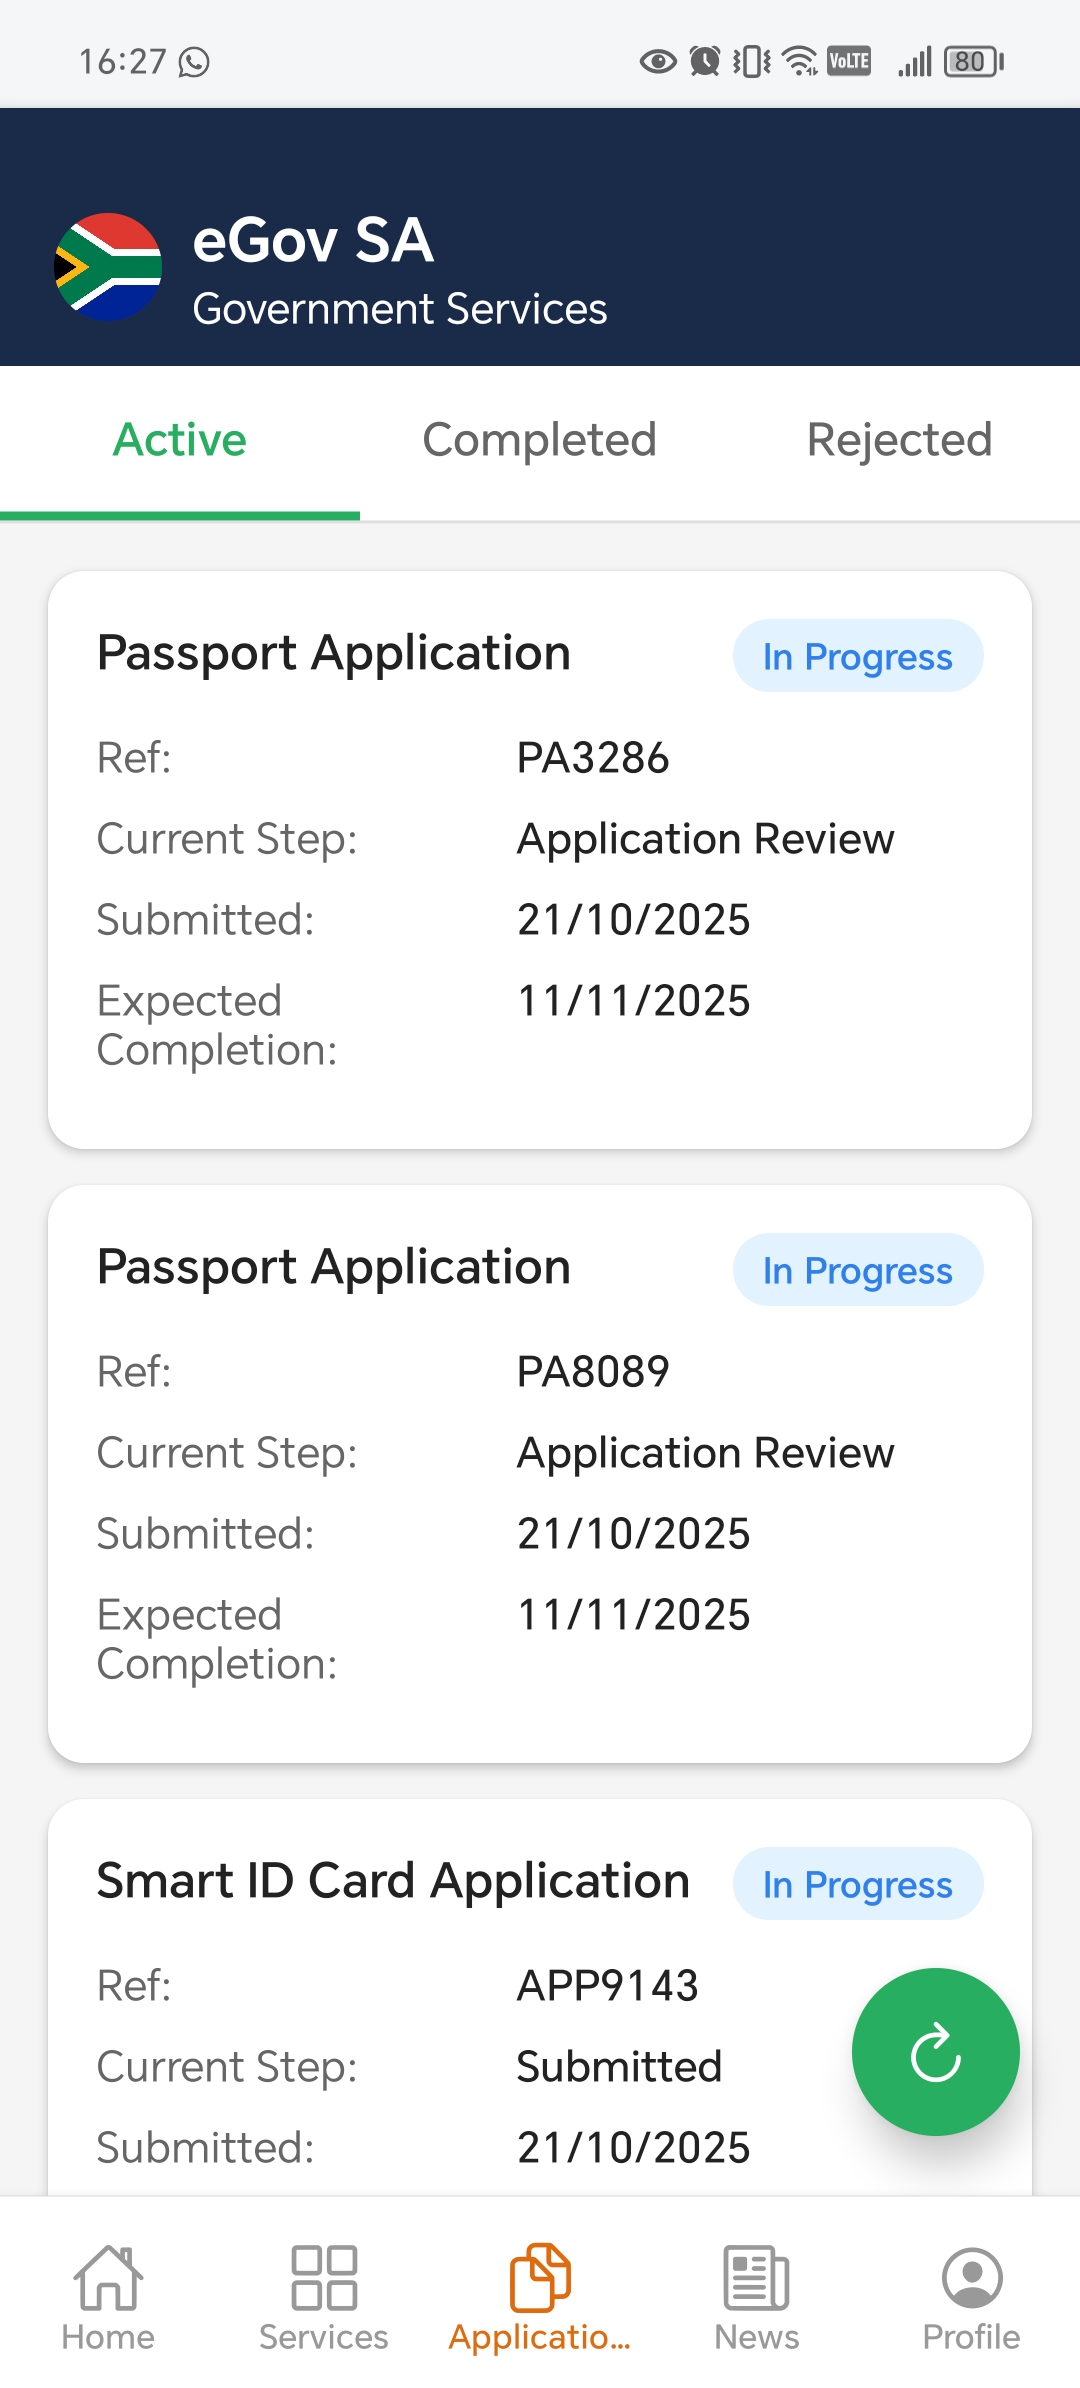 16:27
VoLTE
80
eGov SA
Government Services
Active
Completed
Rejected
Passport Application
In Progress
Ref:
PA3286
Current Step:
Application Review
Submitted:
21/10/2025
Expected
Completion:
11/11/2025
Passport Application
In Progress
Ref:
PA8089
Current Step:
Application Review
Submitted:
21/10/2025
Expected
Completion:
11/11/2025
Smart ID Card Application
In Progress
Ref:
APP9143
Current Step:
Submitted
Submitted:
21/10/2025
Home
Services
Applicatio...
News
Profile